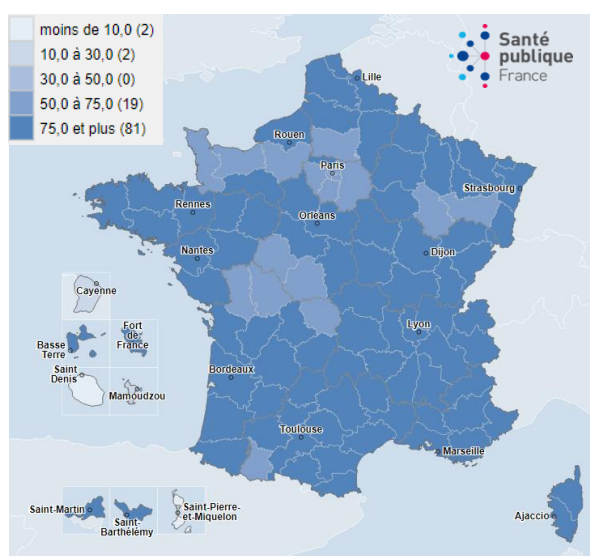 moins de 10,0 (2)
10,0 à 30,0 (2)
30,0 à 50,0 (0)
50,0 à 75,0 (19)
75,0 et plus (81)
Santé
publique
France
Lille
Rouen
Paris
Strasbourg
Rennes
Orléans
Nantes
Dijon
Cayenne
Basse
Terre
Fort
de
France
Lyon
Saint
Denis
Mamoudzou
Bordeaux
Toulouse
Marseille
Saint-Martin
Saint-
Barthélémy
Saint-Pierre-
et-Miquelon
Ajaccio